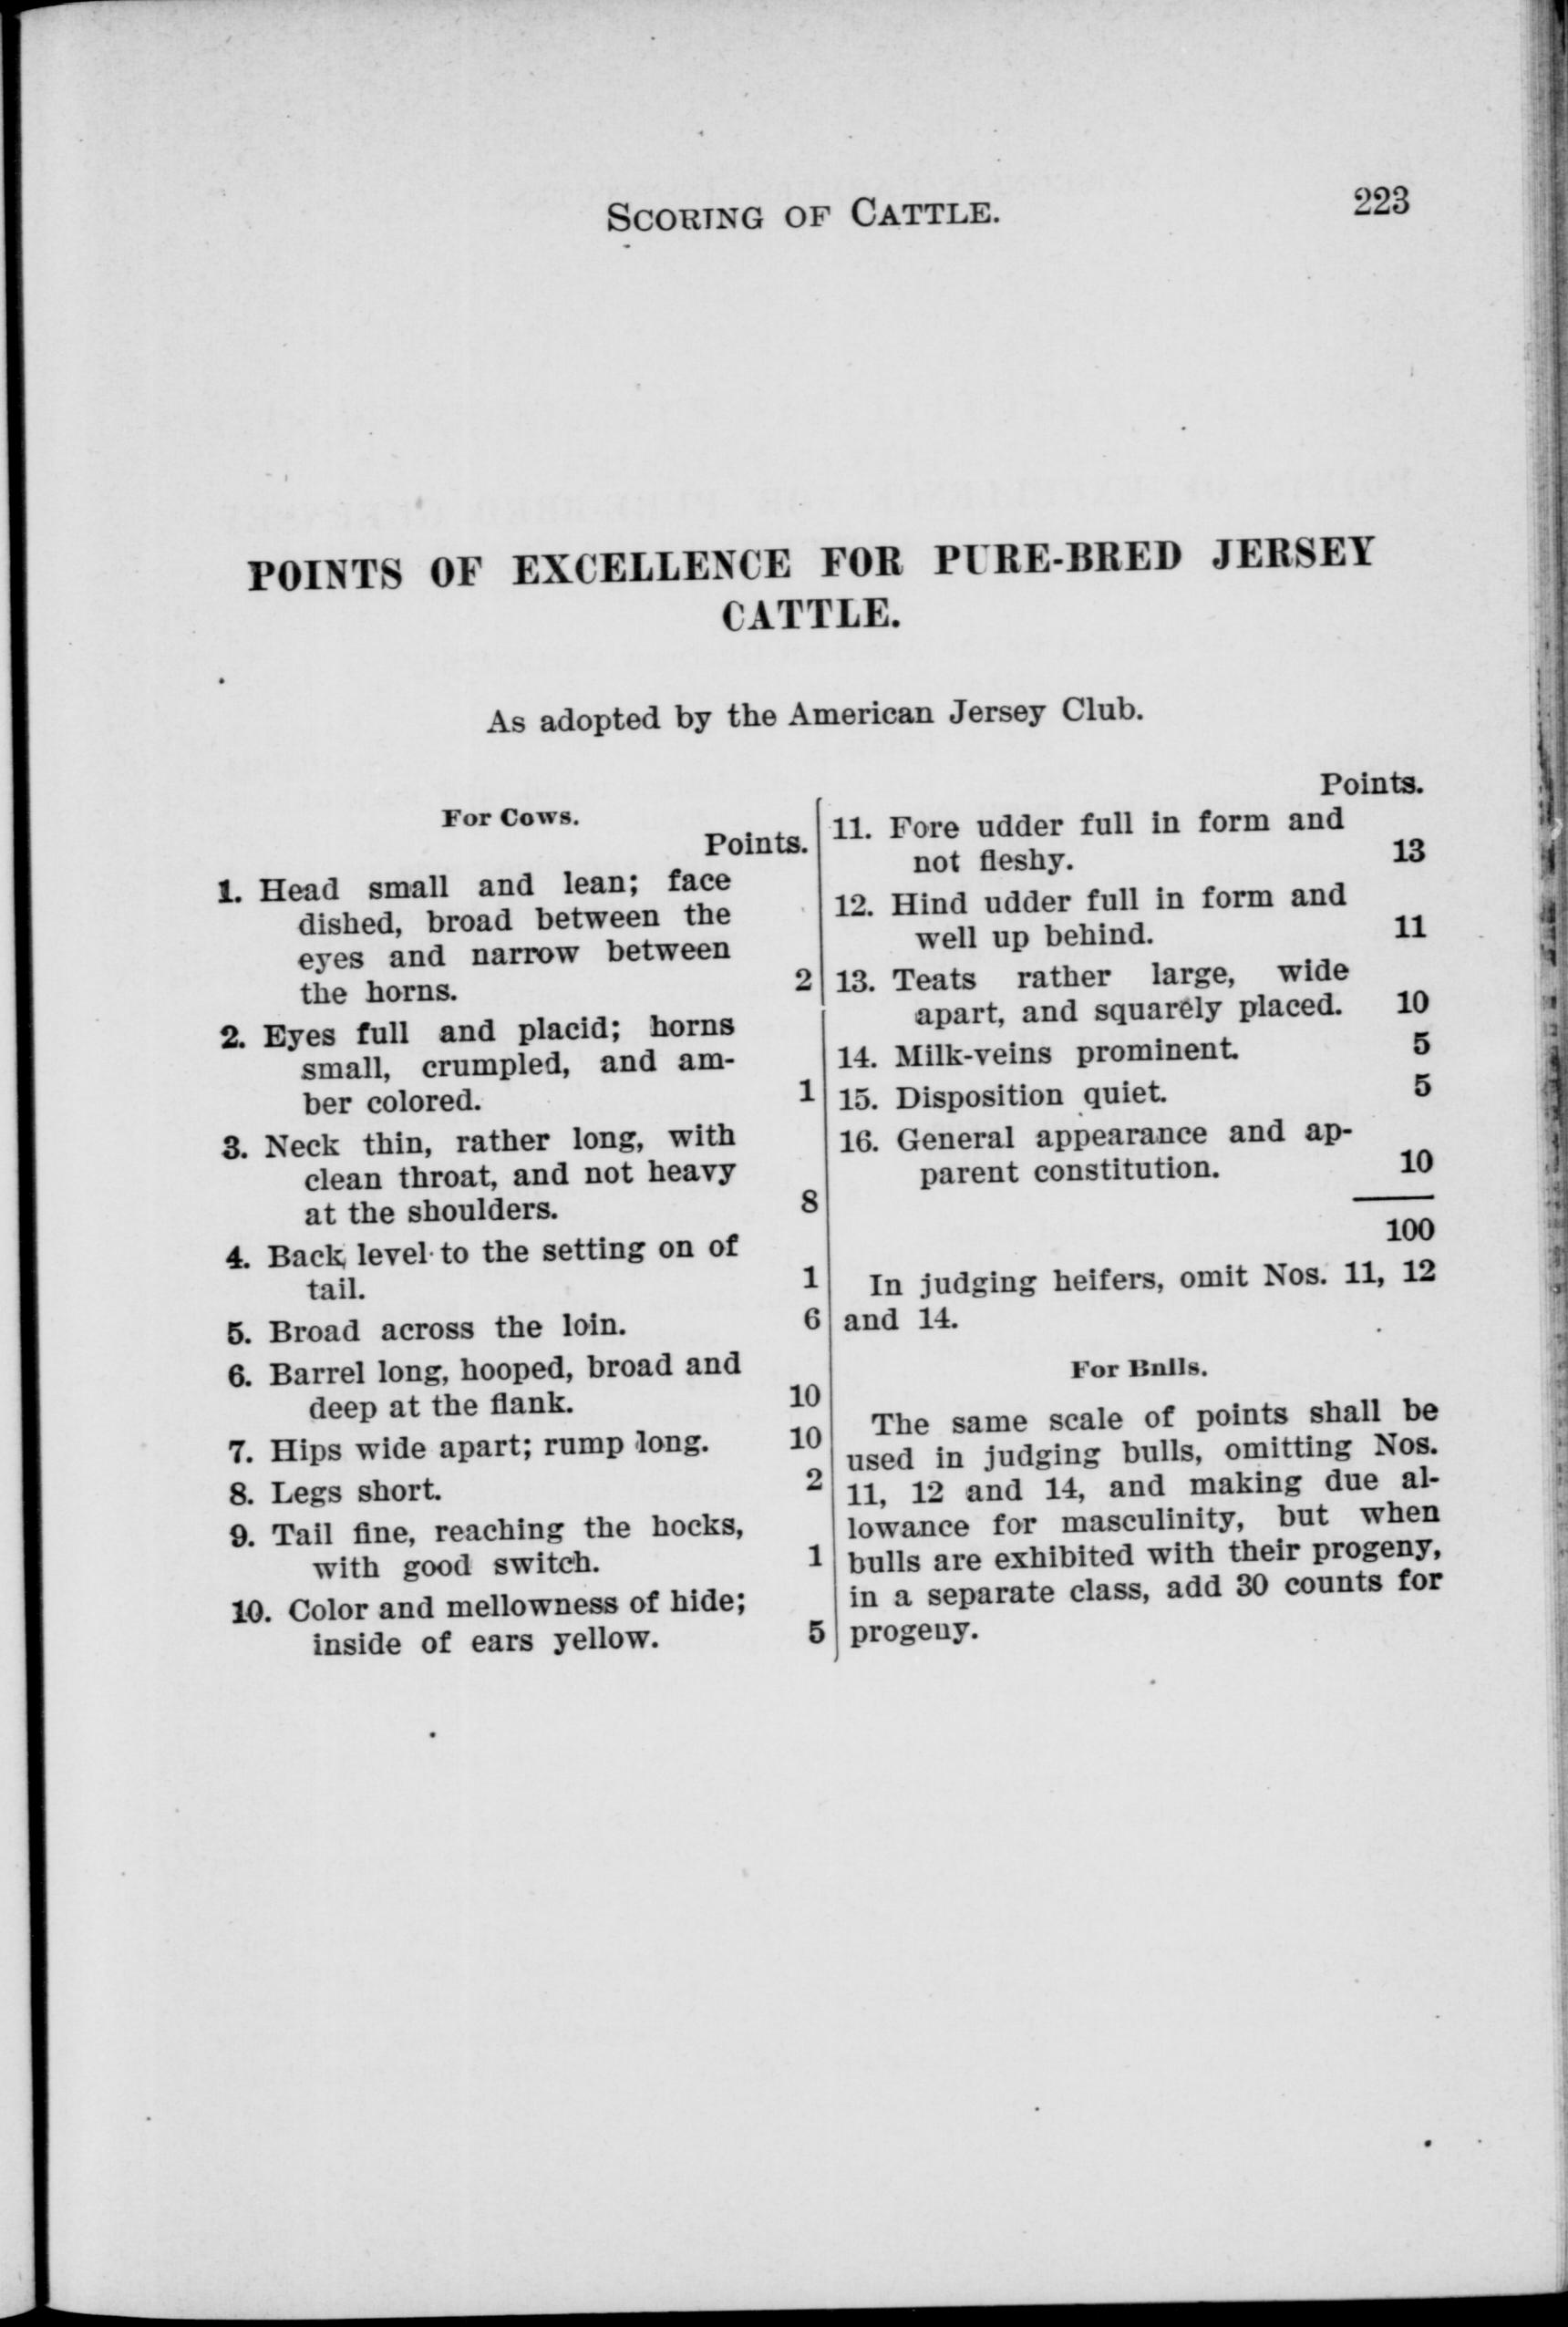 SCORING OF CATTLE. 223
POINTS OF EXCELLENCE FOR PURE-BRED JERSEY
CATTLE.
As adopted by the American Jersey Club.
For Cows.
Points.
1. Head small and lean; face
dished, broad between the
eyes and narrow between
the horns. 2
2. Eyes full and placid; horns
small, crumpled, and am-
ber colored. 1
3. Neck thin, rather long, with
clean throat, and not heavy
at the shoulders. 8
4. Back level to the setting on of
tail. 1
5. Broad across the loin. 6
6. Barrel long, hooped, broad and
deep at the flank. 10
7. Hips wide apart; rump long. 10
8. Legs short. 2
9. Tail fine, reaching the hocks,
with good switch. 1
10. Color and mellowness of hide;
inside of ears yellow. 5
Points.
11. Fore udder full in form and
not fleshy. 13
12. Hind udder full in form and
well up behind. 11
13. Teats rather large, wide
apart, and squarely placed. 10
14. Milk-veins prominent. 5
15. Disposition quiet. 5
16. General appearance and ap-
parent constitution. 10
100
In judging heifers, omit Nos. 11, 12
and 14.
For Bulls.
The same scale of points shall be
used in judging bulls, omitting Nos.
11, 12 and 14, and making due al-
lowance for masculinity, but when
bulls are exhibited with their progeny,
in a separate class, add 30 counts for
progeny.